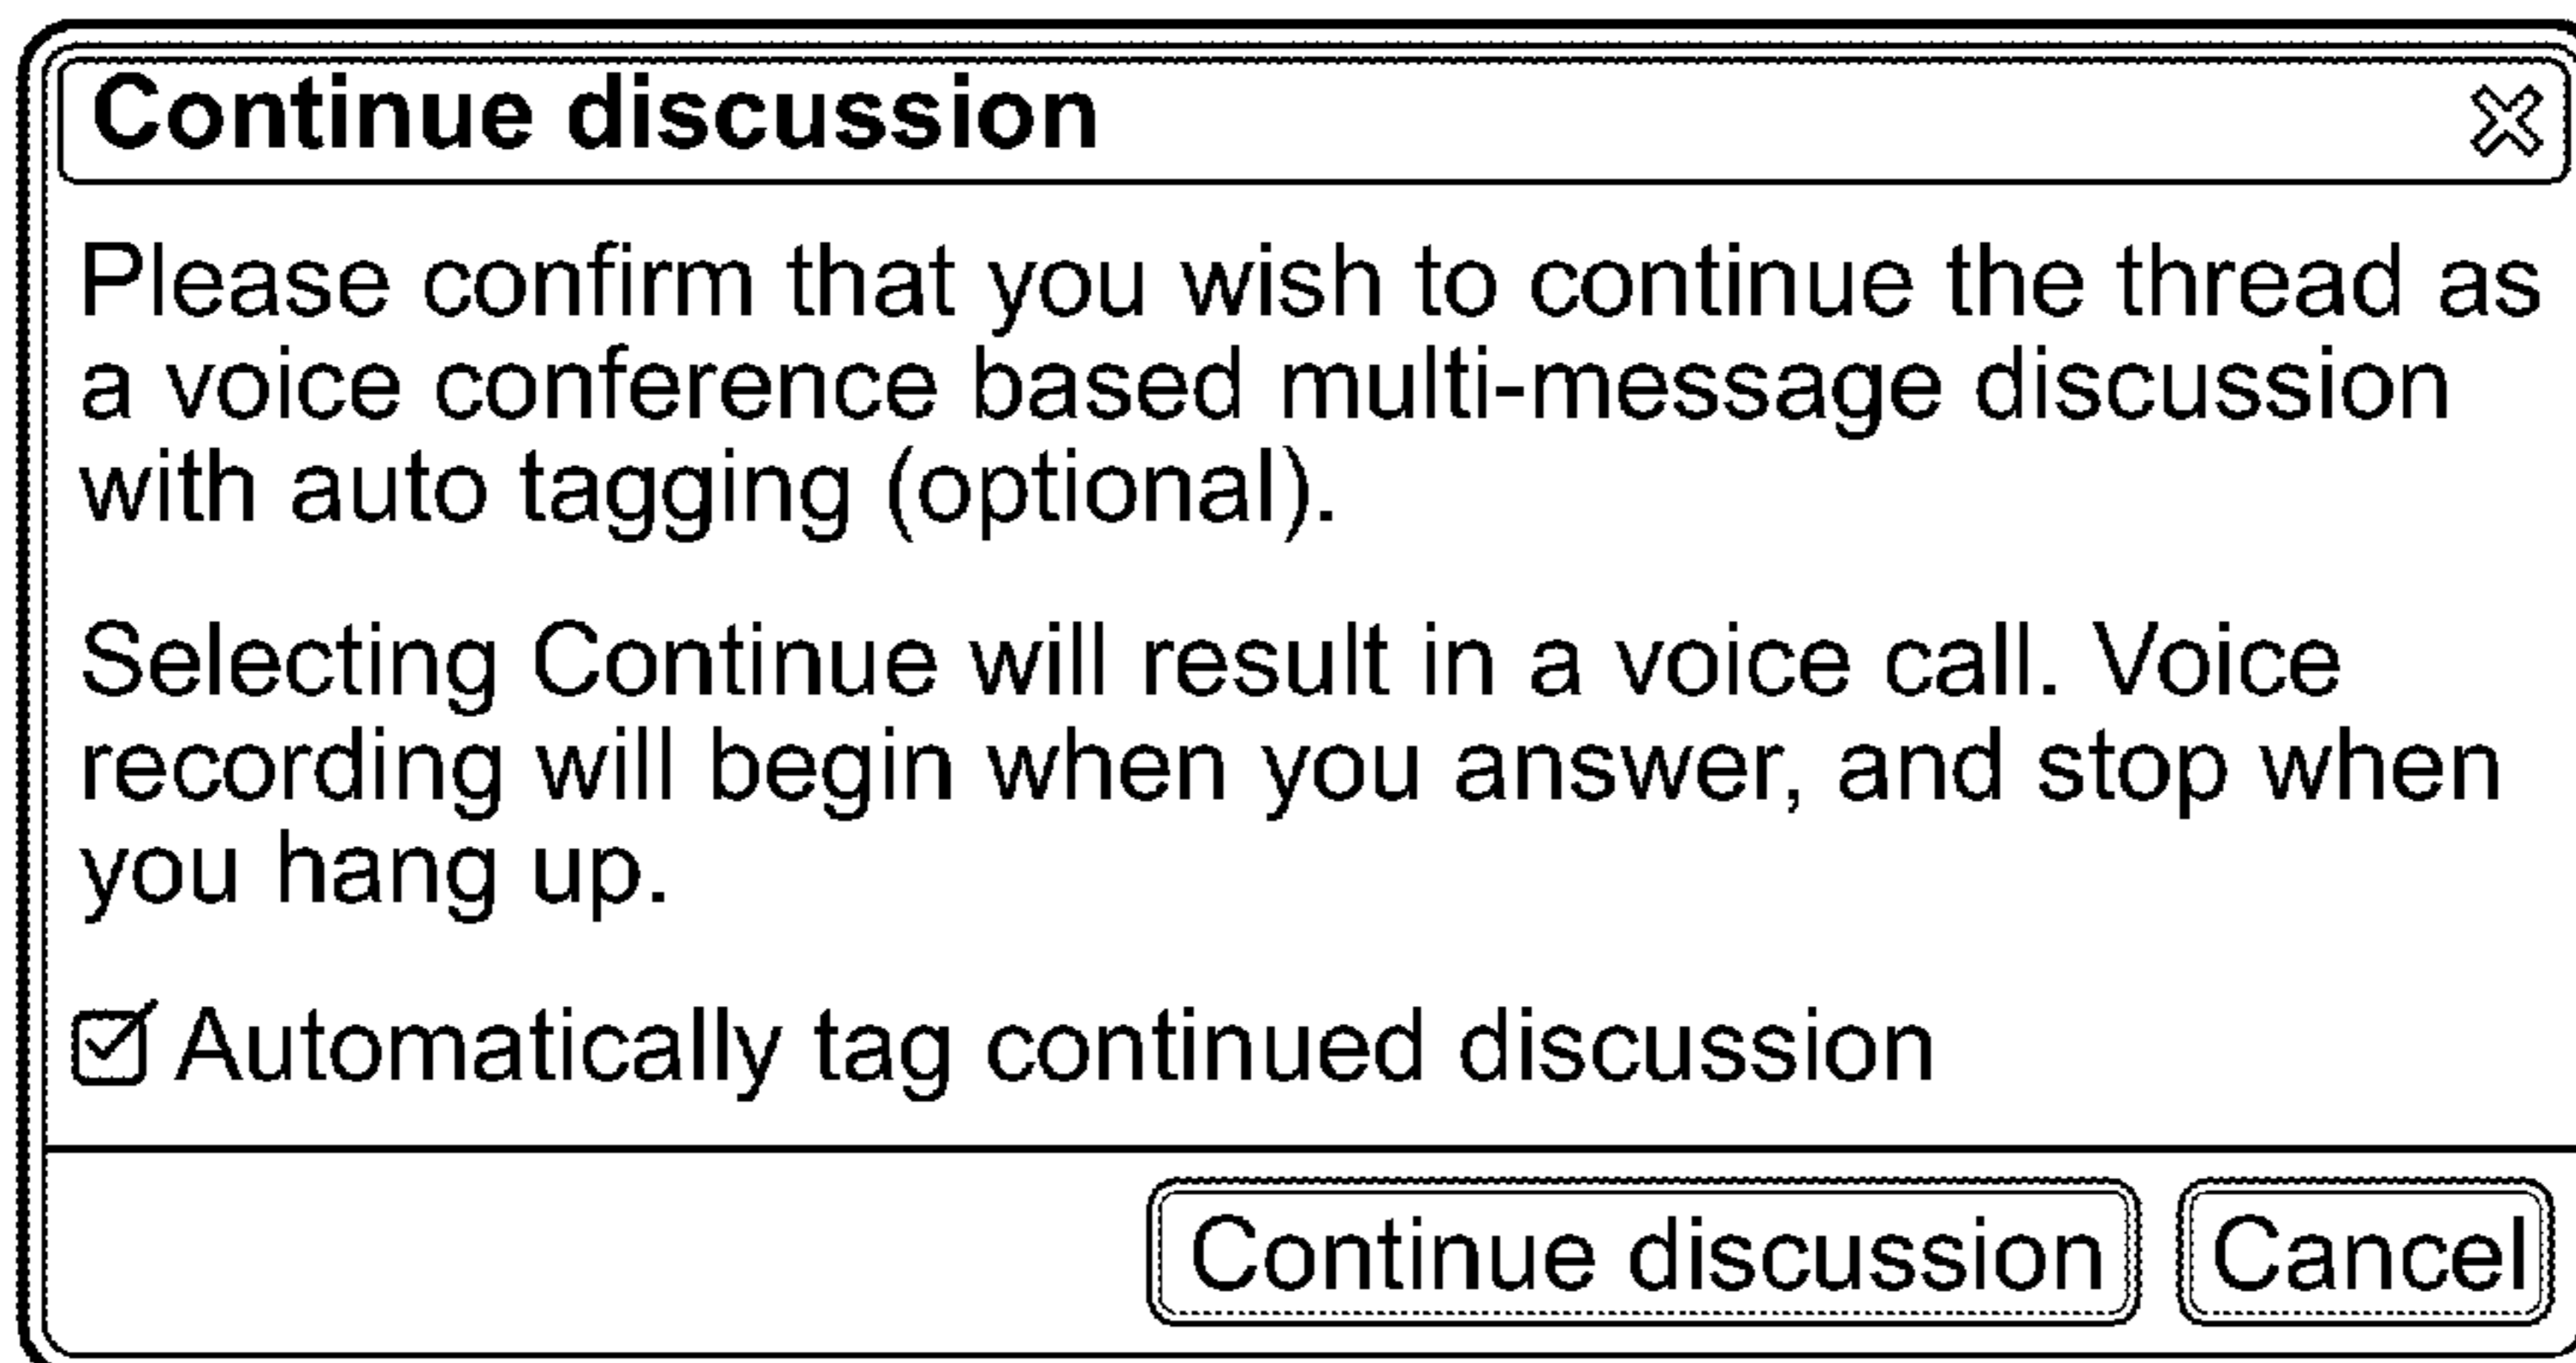 Continue discussion
Please confirm that you wish to continue the thread as
a voice conference based multi-message discussion
with auto tagging (optional).
Selecting Continue will result in a voice call. Voice
recording will begin when you answer, and stop when
you hang up.
Automatically tag continued discussion
Continue discussion Cancel